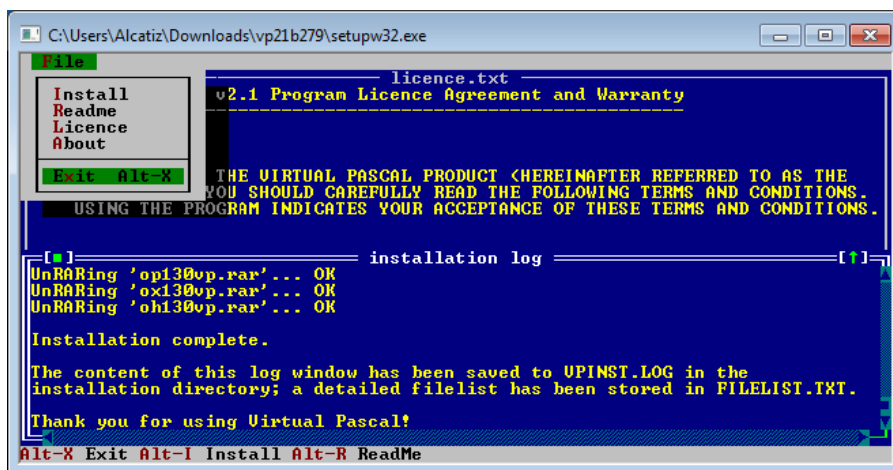 C:\Users\Alcatiz\Downloads\vp21b279\setupw32.exe
File
Install
Readme
Licence
About
Exit Alt-X
licence.txt
v2.1 Program Licence Agreement and Warranty
THE VIRTUAL PASCAL PRODUCT (HEREINAFTER REFERRED TO AS THE
YOU SHOULD CAREFULLY READ THE FOLLOWING TERMS AND CONDITIONS.
USING THE PROGRAM INDICATES YOUR ACCEPTANCE OF THESE TERMS AND CONDITIONS.
installation log
UnRARing 'op130vp.rar'... OK
UnRARing 'ox130vp.rar'... OK
UnRARing 'oh130vp.rar'... OK
Installation complete.
The content of this log window has been saved to VPINST.LOG in the
installation directory; a detailed filelist has been stored in FILELIST.TXT.
Thank you for using Virtual Pascal!
Alt-X Exit Alt-I Install Alt-R ReadMe